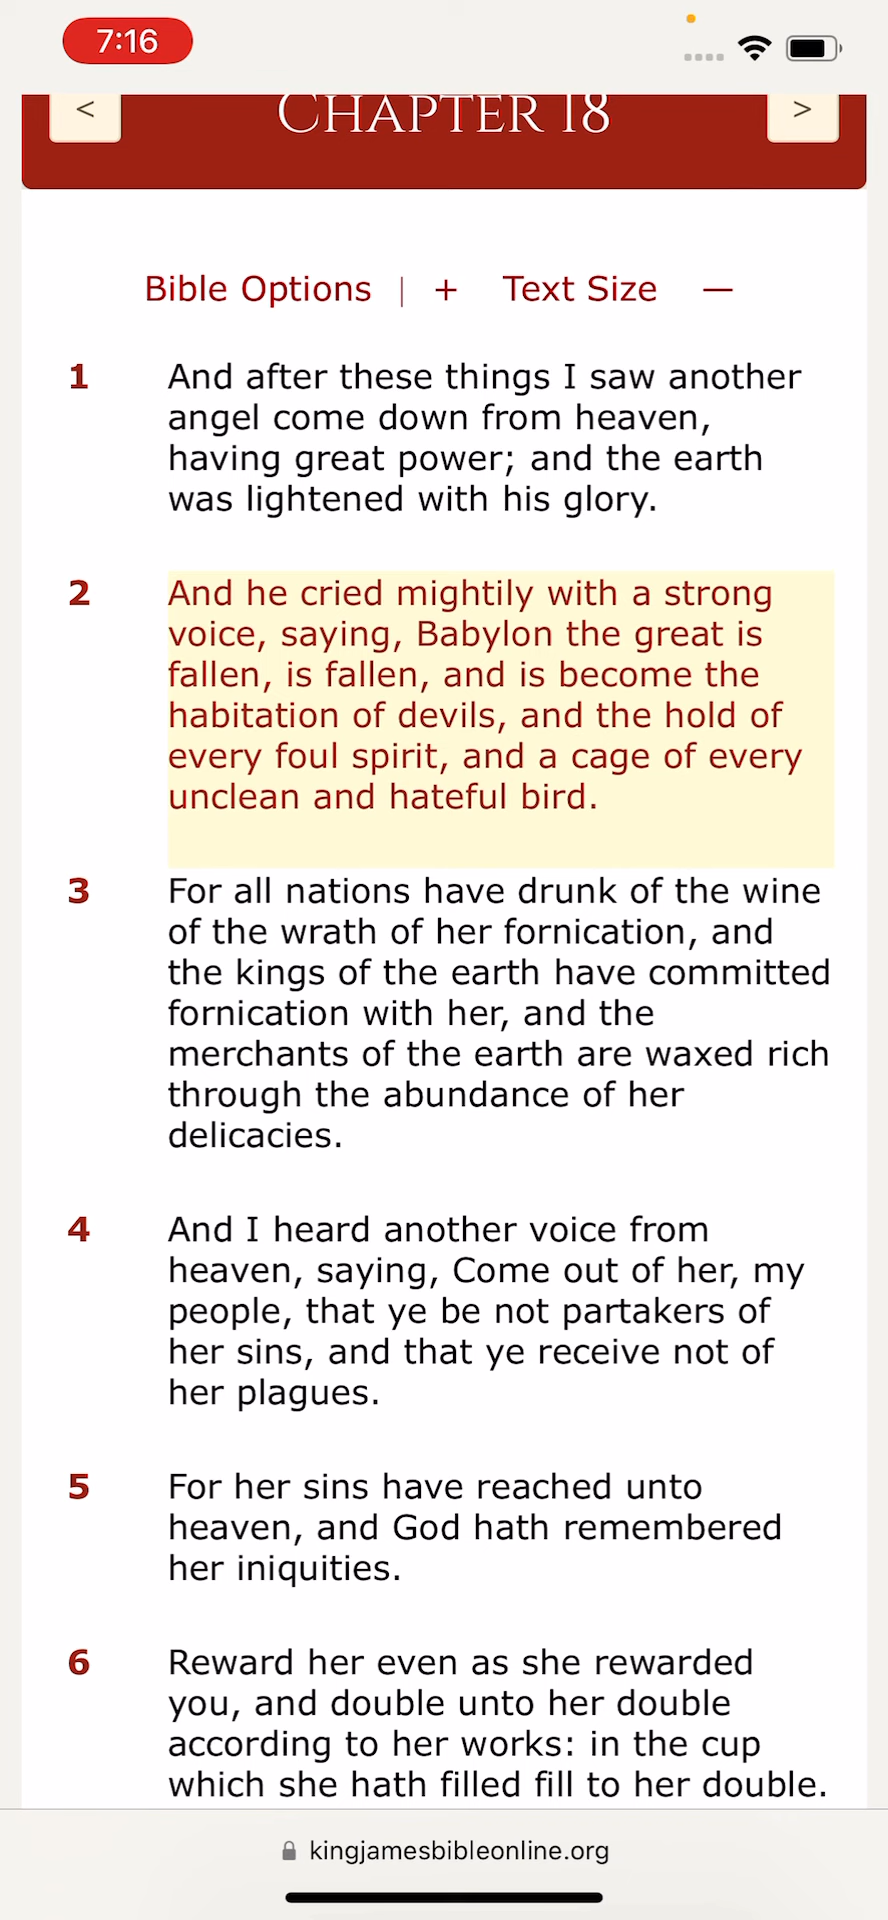 7:16
< CHAPTER 18 >
Bible Options | + Text Size —
1 And after these things I saw another
angel come down from heaven,
having great power; and the earth
was lightened with his glory.
2 And he cried mightily with a strong
voice, saying, Babylon the great is
fallen, is fallen, and is become the
habitation of devils, and the hold of
every foul spirit, and a cage of every
unclean and hateful bird.
3 For all nations have drunk of the wine
of the wrath of her fornication, and
the kings of the earth have committed
fornication with her, and the
merchants of the earth are waxed rich
through the abundance of her
delicacies.
4 And I heard another voice from
heaven, saying, Come out of her, my
people, that ye be not partakers of
her sins, and that ye receive not of
her plagues.
5 For her sins have reached unto
heaven, and God hath remembered
her iniquities.
6 Reward her even as she rewarded
you, and double unto her double
according to her works: in the cup
which she hath filled fill to her double.
kingjamesbibleonline.org